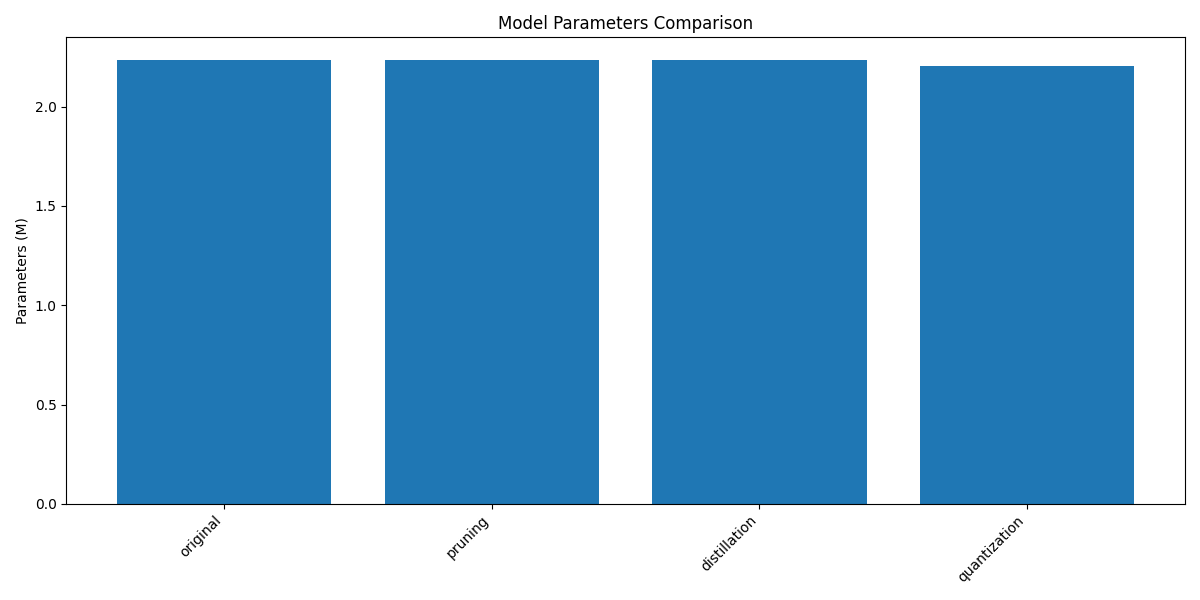 Model Parameters Comparison
Parameters (M)
2.0
1.5
1.0
0.5
0.0
original
pruning
distillation
quantization